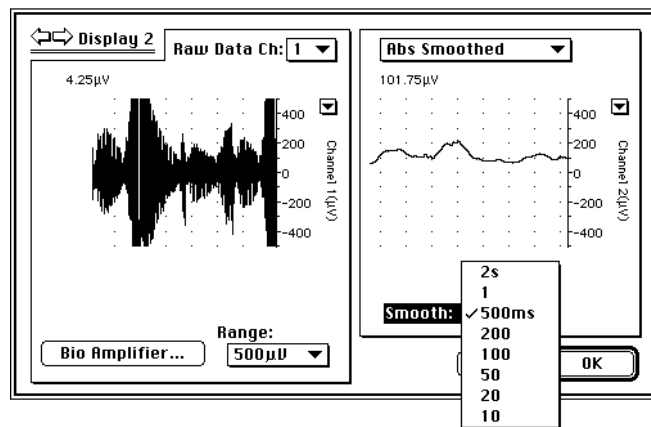 Display 2
Raw Data Ch: 1
4.25µV
400
200
0
-200
-400
Channel 1(µV)
Bio Amplifier...
Range:
500µV
Abs Smoothed
101.75µV
400
200
0
-200
-400
Channel 2(µV)
Smooth:
2s
1
✓500ms
200
100
50
20
10
OK